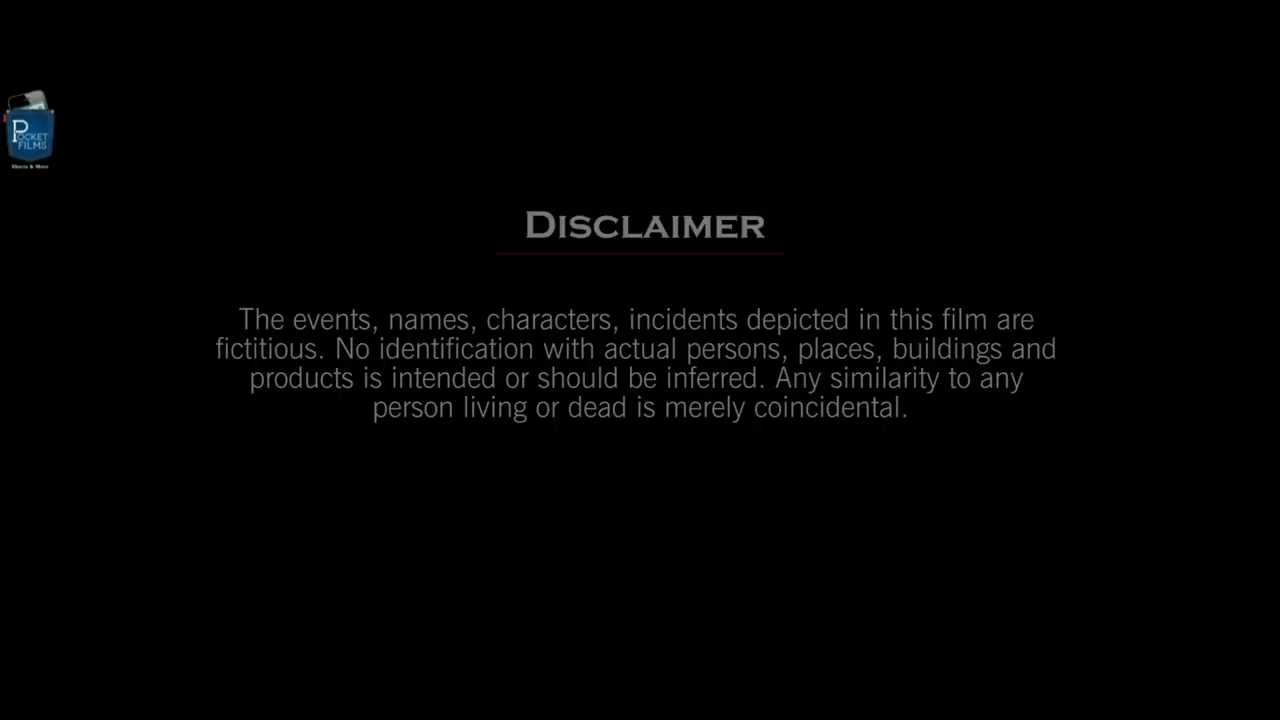 POCKET
FILMS
Shorts & More
DISCLAIMER
The events, names, characters, incidents depicted in this film are
fictitious. No identification with actual persons, places, buildings and
products is intended or should be inferred. Any similarity to any
person living or dead is merely coincidental.